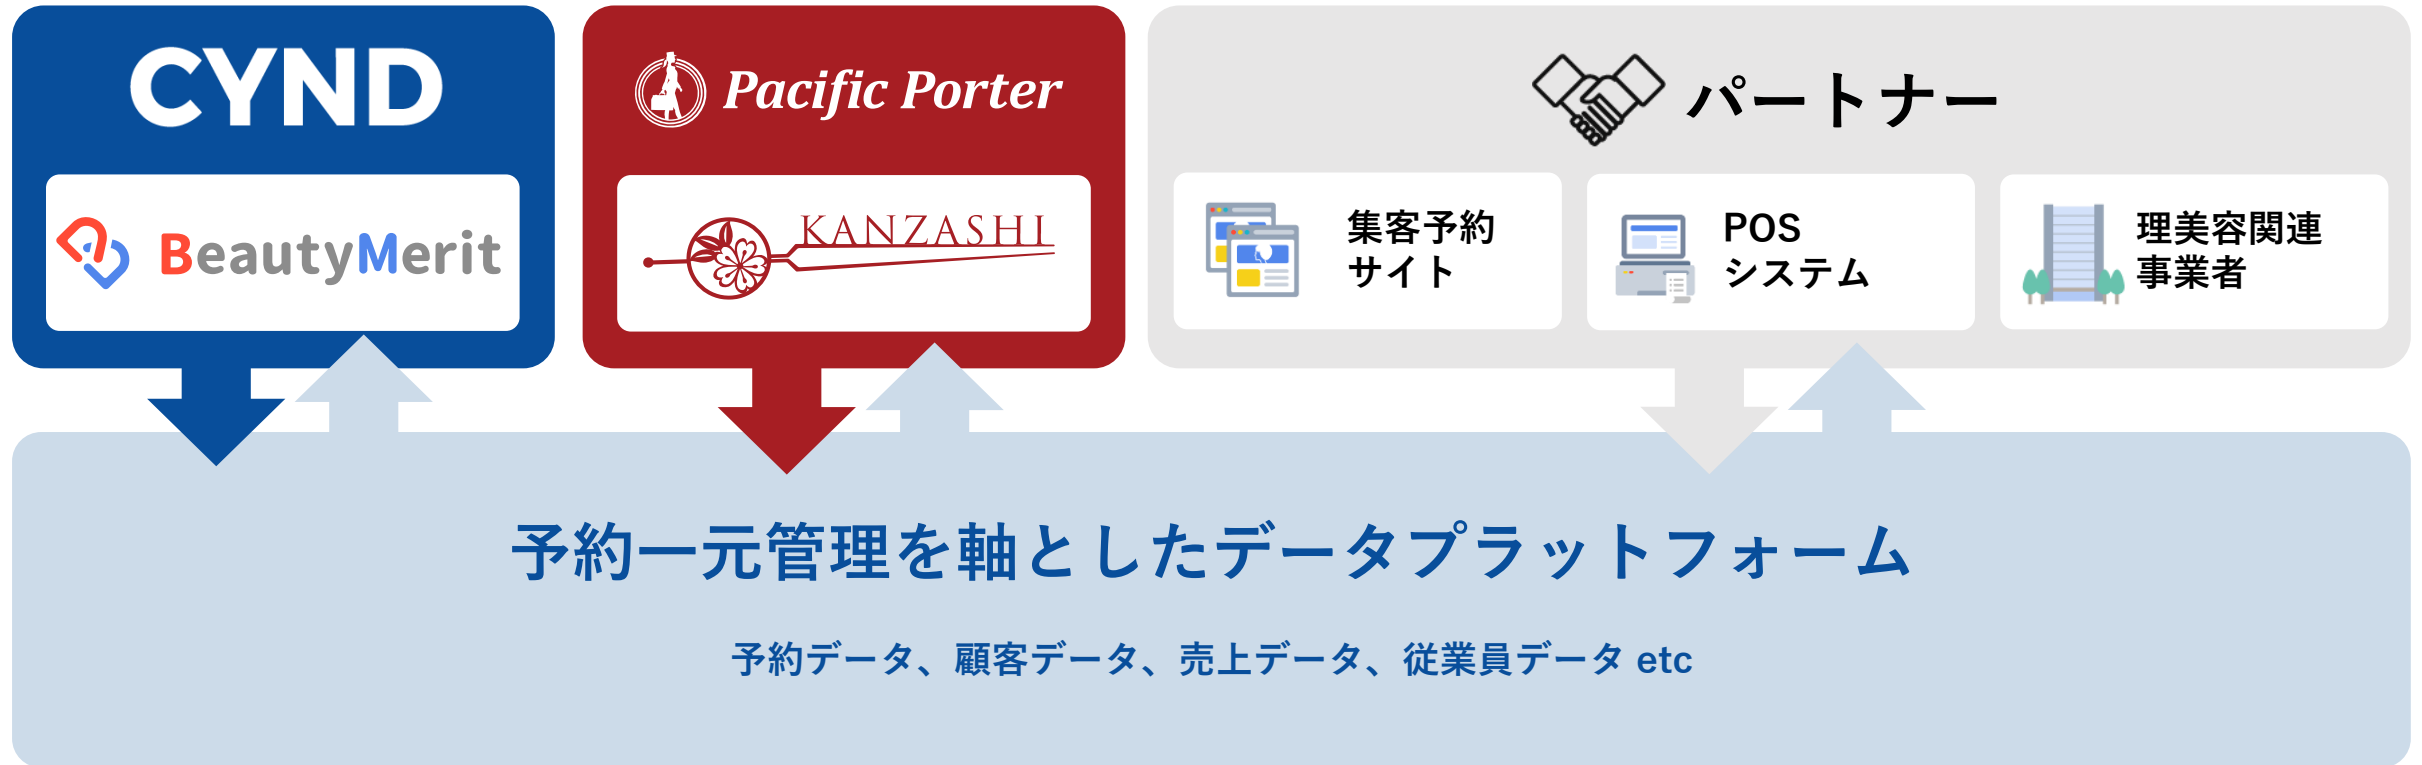 CYND
BeautyMerit
Pacific Porter
KANZASHI
パートナー
集客予約
サイト
POS
システム
理美容関連
事業者
予約一元管理を軸としたデータプラットフォーム
予約データ、顧客データ、売上データ、従業員データ etc